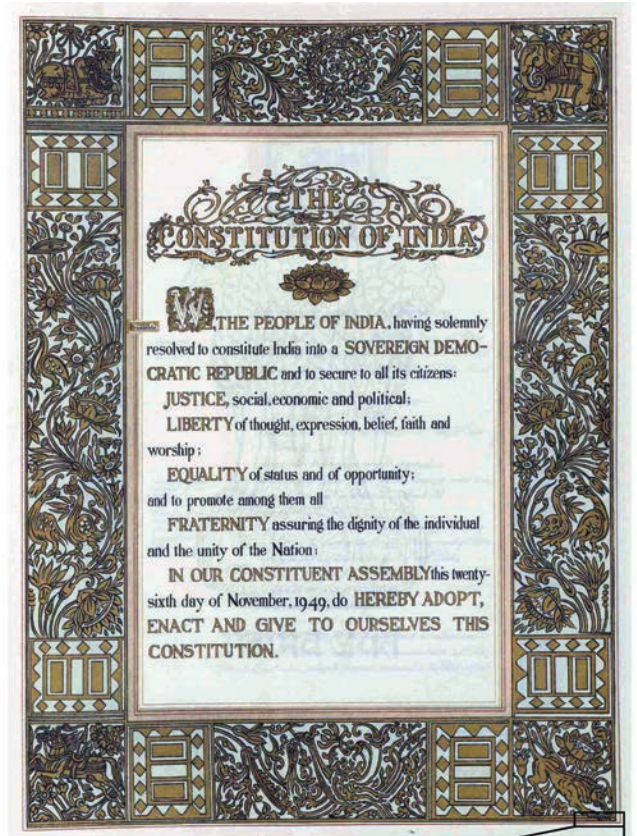 THE
CONSTITUTION OF INDIA
WE, THE PEOPLE OF INDIA, having solemnly
resolved to constitute India into a SOVEREIGN DEMO-
CRATIC REPUBLIC and to secure to all its citizens:
JUSTICE, social, economic and political;
LIBERTY of thought, expression, belief, faith and
worship;
EQUALITY of status and of opportunity;
and to promote among them all
FRATERNITY assuring the dignity of the individual
and the unity of the Nation;
IN OUR CONSTITUENT ASSEMBLY this twenty-
sixth day of November, 1949, do HEREBY ADOPT,
ENACT AND GIVE TO OURSELVES THIS
CONSTITUTION.